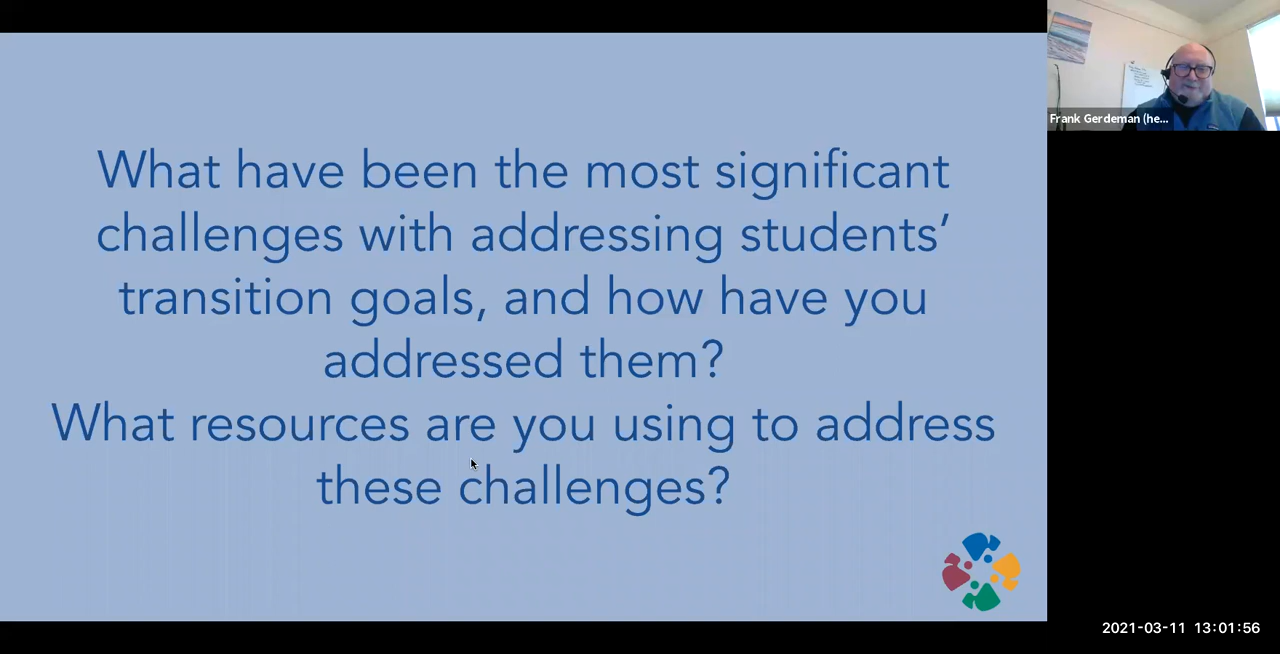 What have been the most significant
challenges with addressing students’
transition goals, and how have you
addressed them?
What resources are you using to address
these challenges?
Frank Gerdeman (he...
2021-03-11 13:01:56